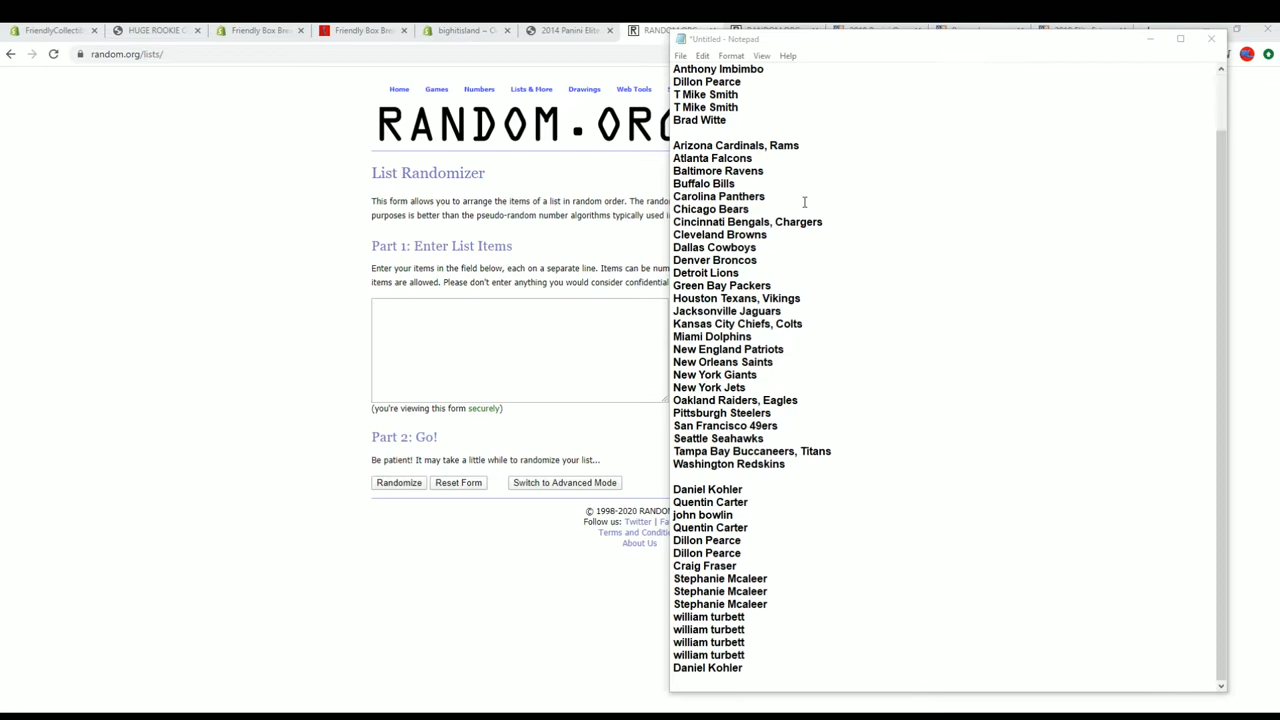 FriendlyCollectib
HUGE ROOKIE
Friendly Box Bre
Friendly Box Bre
bighitisland – O
2014 Panini Elite
RANDOM.ORG
random.org/lists/
Home
Games
Numbers
Lists & More
Drawings
Web Tools
RANDOM.ORG
List Randomizer
This form allows you to arrange the items of a list in random order. The rando
purposes is better than the pseudo-random number algorithms typically used i
Part 1: Enter List Items
Enter your items in the field below, each on a separate line. Items can be num
items are allowed. Please don't enter anything you would consider confidential
(you're viewing this form securely)
Part 2: Go!
Be patient! It may take a little while to randomize your list...
Randomize
Reset Form
Switch to Advanced Mode
© 1998-2020 RANDO
Follow us: Twitter | Fa
Terms and Conditi
About Us
*Untitled - Notepad
File
Edit
Format
View
Help
Anthony Imbimbo
Dillon Pearce
T Mike Smith
T Mike Smith
Brad Witte
Arizona Cardinals, Rams
Atlanta Falcons
Baltimore Ravens
Buffalo Bills
Carolina Panthers
Chicago Bears
Cincinnati Bengals, Chargers
Cleveland Browns
Dallas Cowboys
Denver Broncos
Detroit Lions
Green Bay Packers
Houston Texans, Vikings
Jacksonville Jaguars
Kansas City Chiefs, Colts
Miami Dolphins
New England Patriots
New Orleans Saints
New York Giants
New York Jets
Oakland Raiders, Eagles
Pittsburgh Steelers
San Francisco 49ers
Seattle Seahawks
Tampa Bay Buccaneers, Titans
Washington Redskins
Daniel Kohler
Quentin Carter
john bowlin
Quentin Carter
Dillon Pearce
Dillon Pearce
Craig Fraser
Stephanie Mcaleer
Stephanie Mcaleer
Stephanie Mcaleer
william turbett
william turbett
william turbett
william turbett
Daniel Kohler